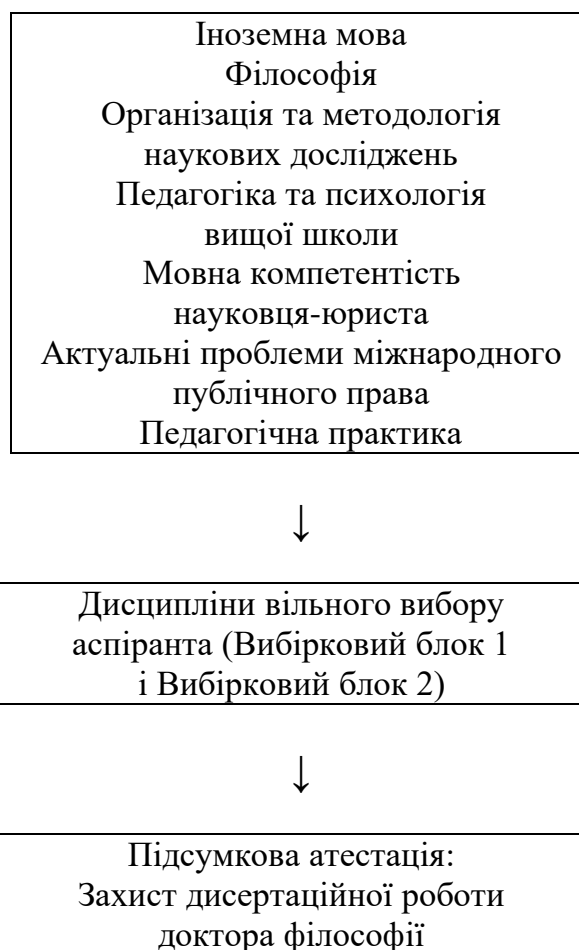 Іноземна мова
Філософія
Організація та методологія
наукових досліджень
Педагогіка та психологія
вищої школи
Мовна компетентість
науковця-юриста
Актуальні проблеми міжнародного
публічного права
Педагогічна практика
↓
Дисципліни вільного вибору
аспіранта (Вибірковий блок 1
і Вибірковий блок 2)
↓
Підсумкова атестація:
Захист дисертаційної роботи
доктора філософії